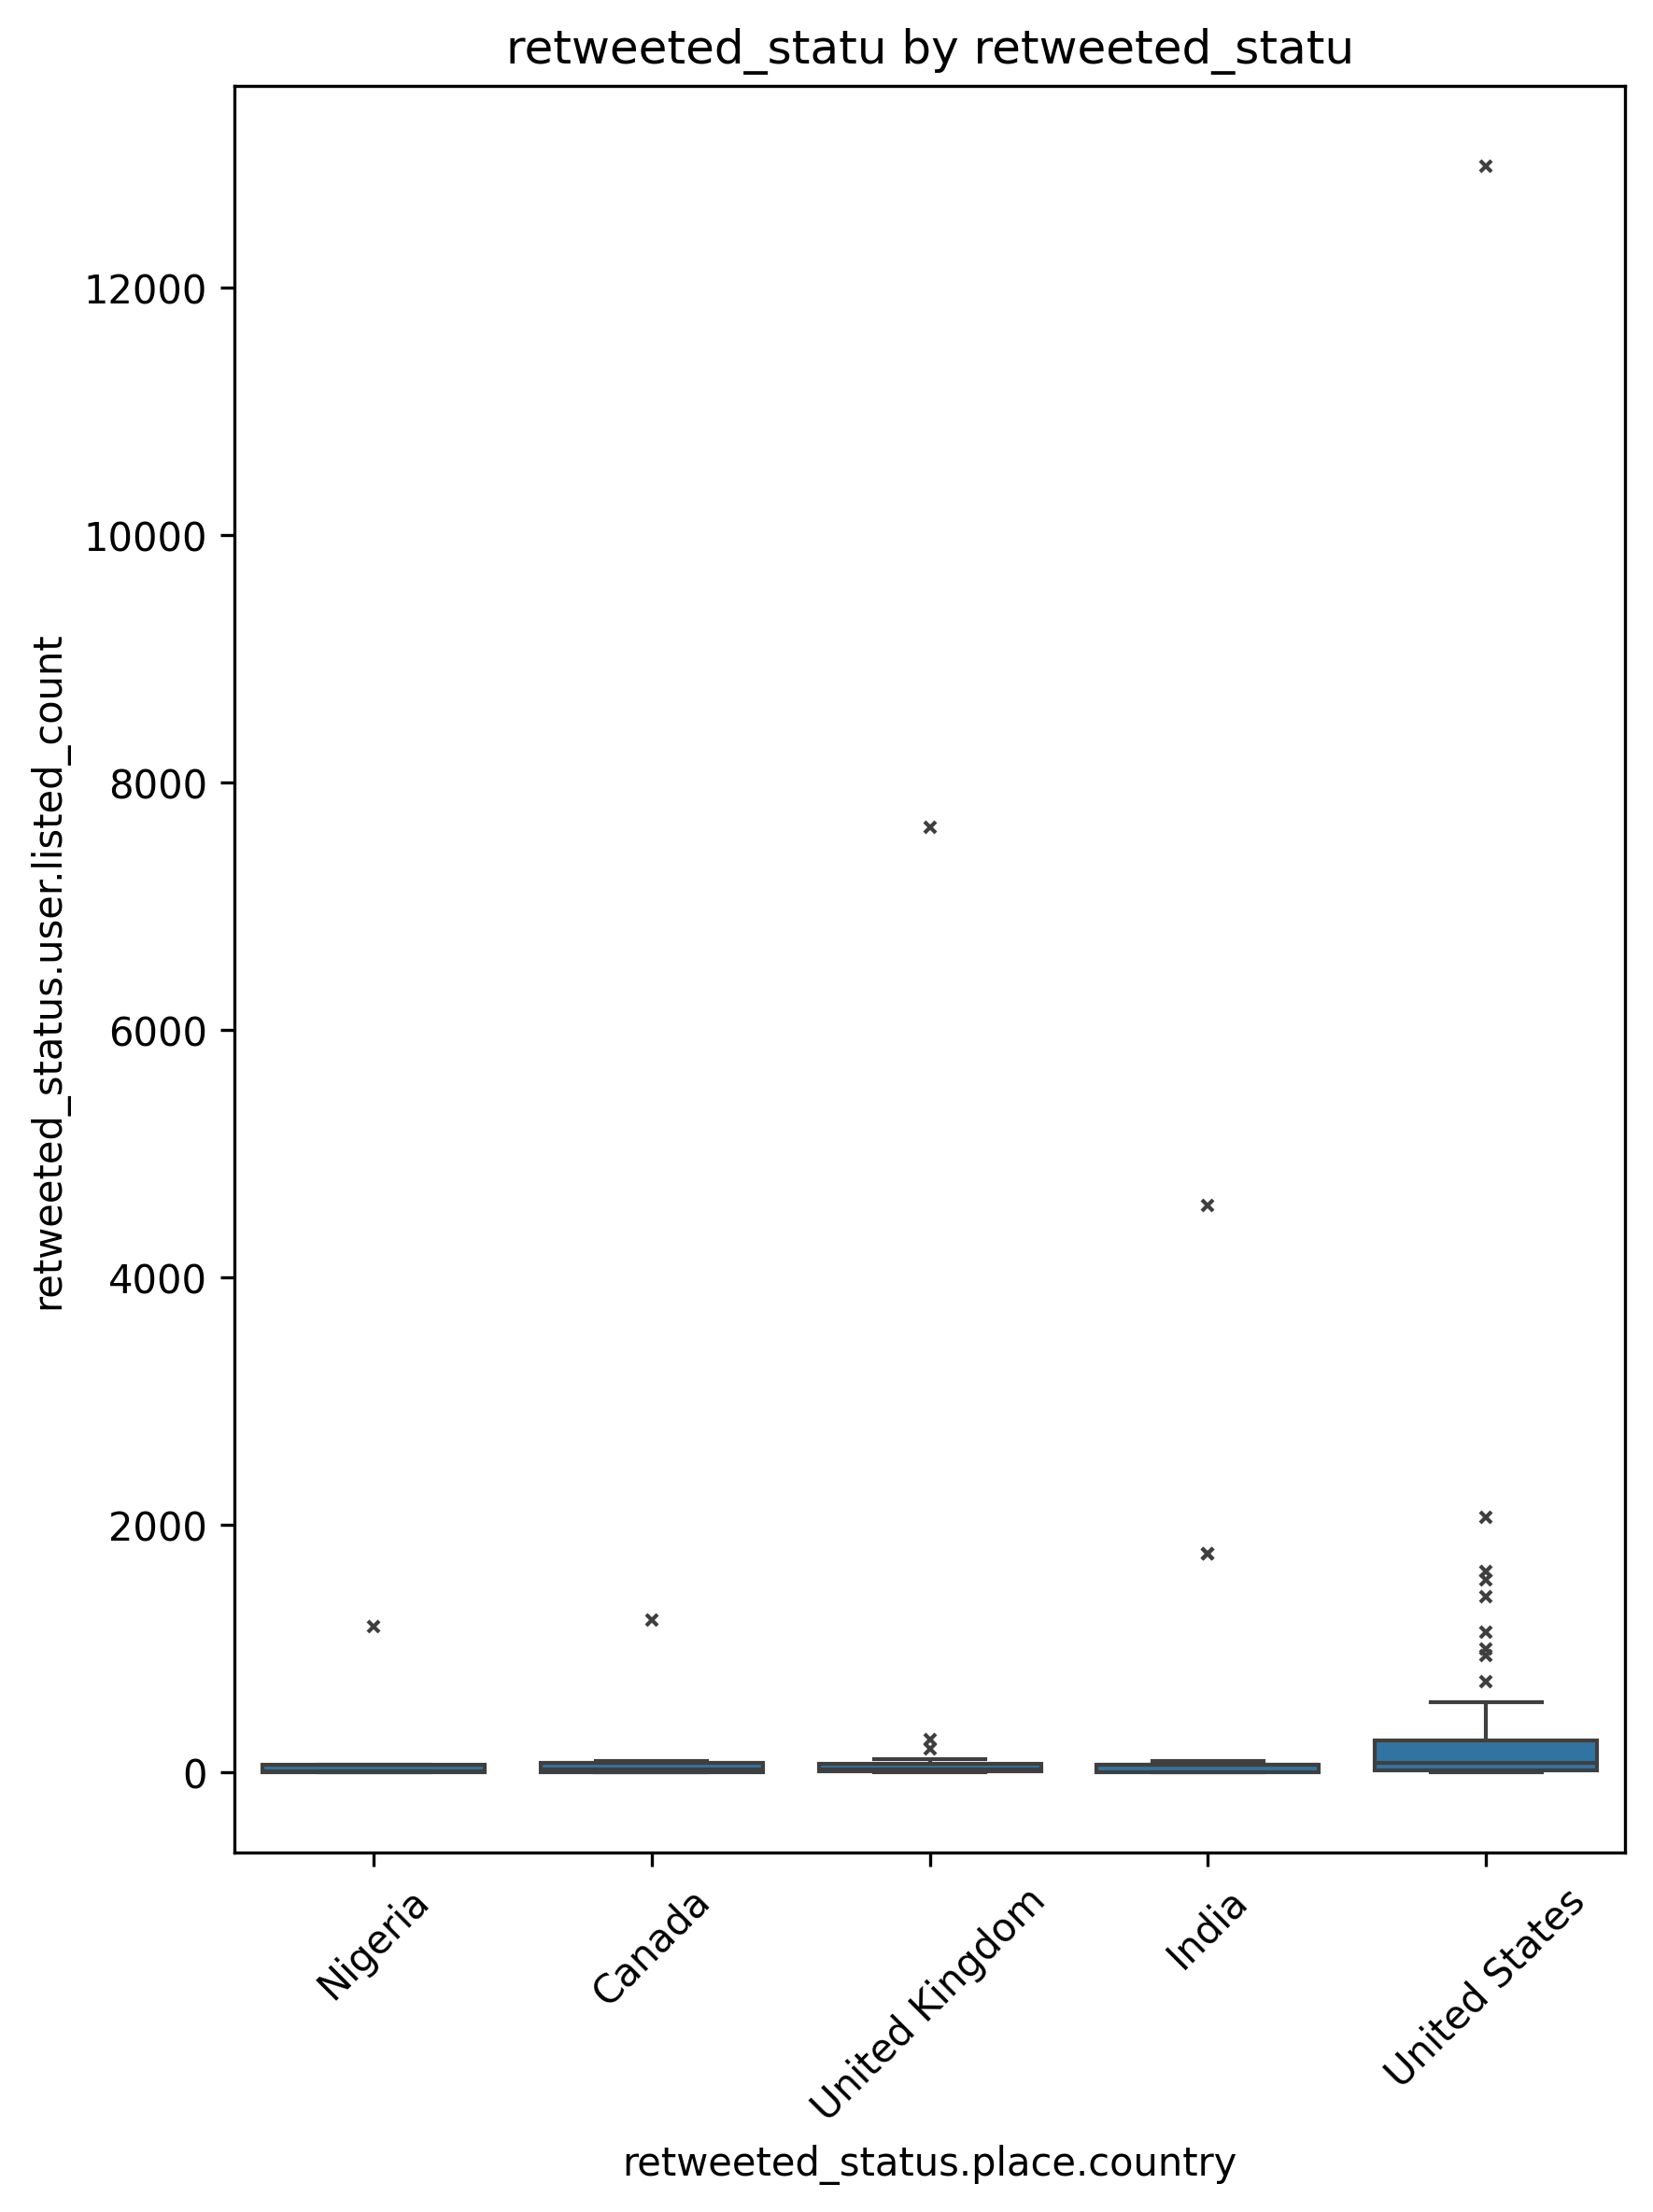 retweeted_statu by retweeted_statu
retweeted_status.user.listed_count
12000
10000
8000
6000
4000
2000
0
Nigeria
Canada
United Kingdom
India
United States
retweeted_status.place.country